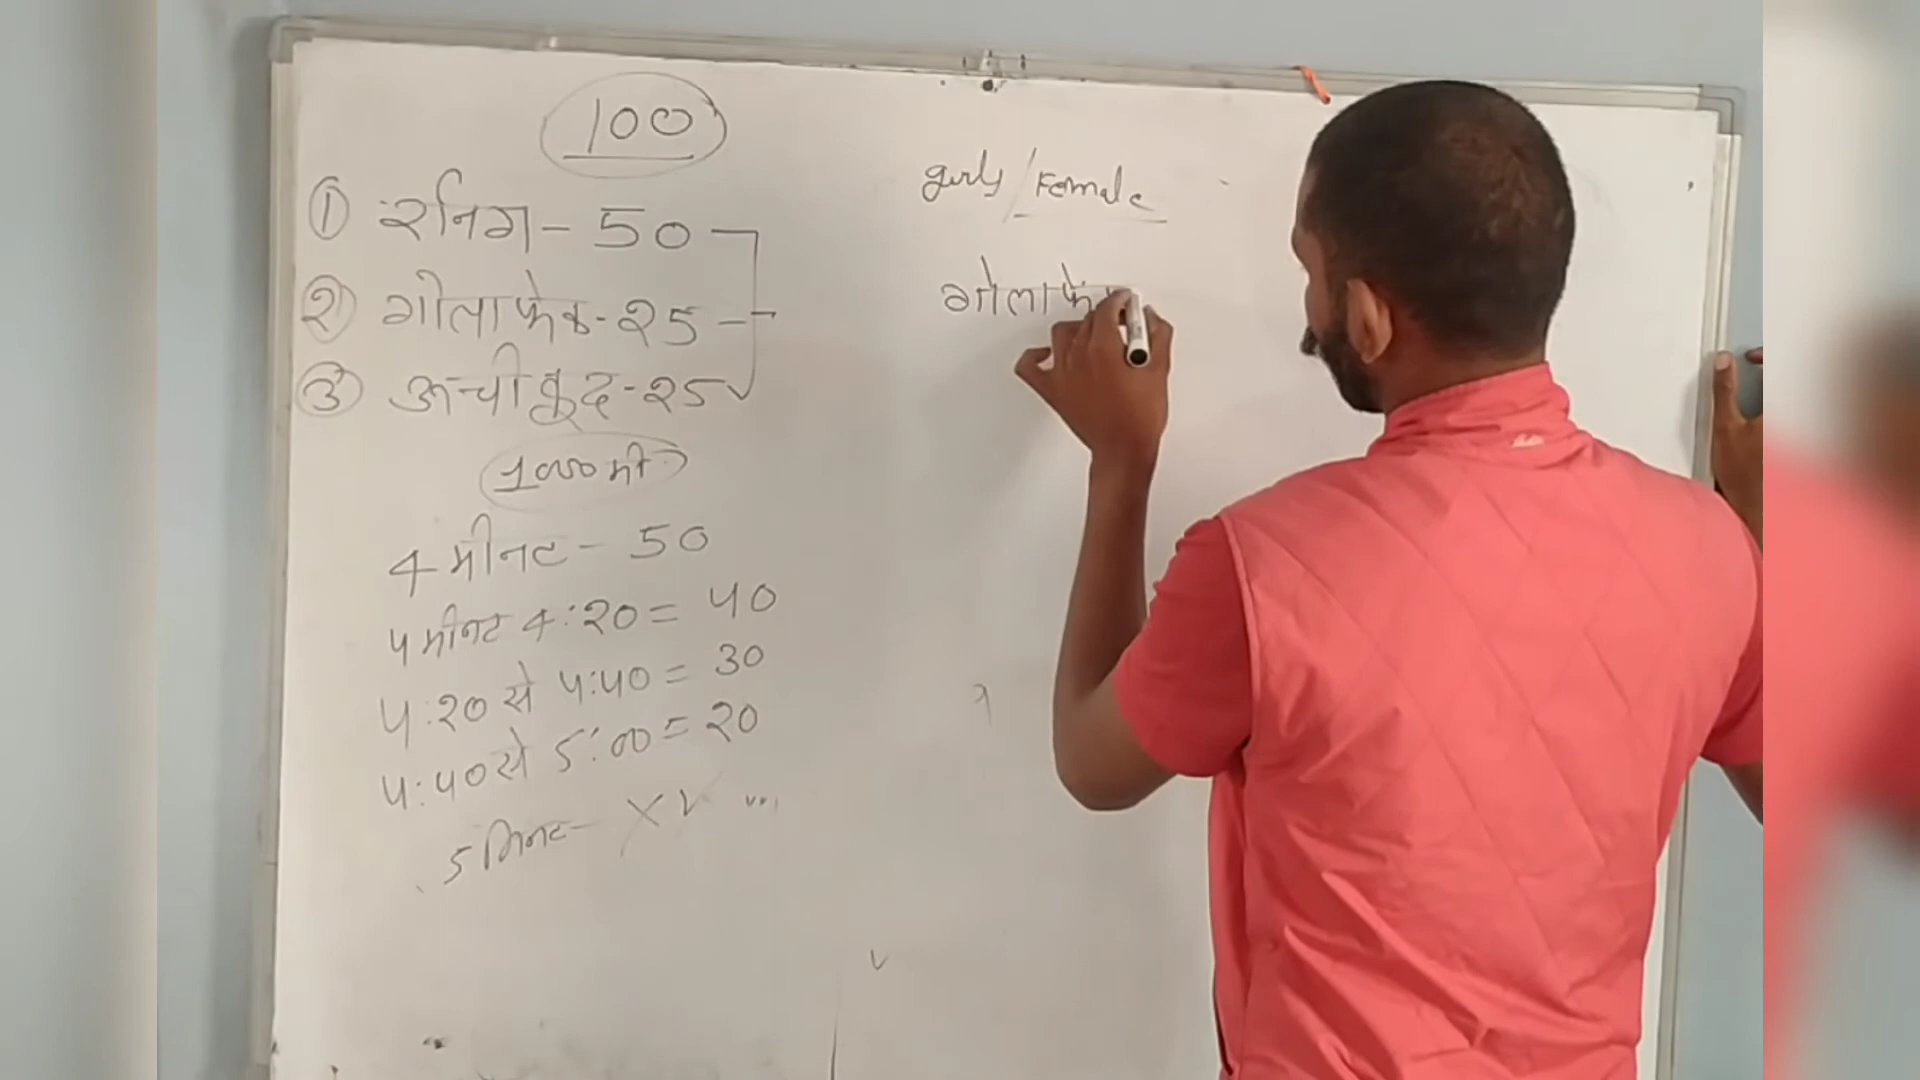 100
① रनिग - 50
② गोला फेक - 25
③ ऊची कूद - 25
1000 मी
4 मीनट - 50
4 मीनट 4:20 = 40
4:20 से 4:40 = 30
4:40 से 5:00 = 20
5 मिनट - X
girls / Female
गोला फे